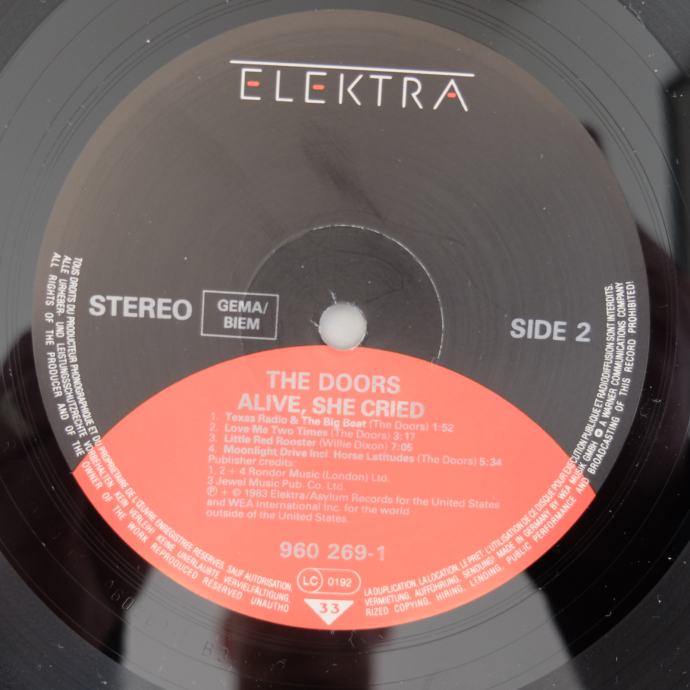 ELEKTRA
STEREO
GEMA/
BIEM
SIDE 2
THE DOORS
ALIVE, SHE CRIED
1. Texas Radio & The Big Beat (The Doors) 1:52
2. Love Me Two Times (The Doors) 3:17
3. Little Red Rooster (Willie Dixon) 7:05
4. Moonlight Drive incl. Horse Latitudes (The Doors) 5:34
Publisher credits:
1, 2 + 4 Rondor Music (London) Ltd.
3 Jewel Music Pub. Co. Ltd.
Ⓟ + © 1983 Elektra/Asylum Records for the United States
and WEA International Inc. for the world
outside of the United States.
960 269-1
LC 0192
33
TOUS DROITS DU PRODUCTEUR PHONOGRAPHIQUE ET DU PROPRIETAIRE DE L'ŒUVRE ENREGISTREE RESERVES. SAUF AUTORISATION,
LA DUPLICATION, LA LOCATION, LE PRET, L'UTILISATION DE CE DISQUE POUR EXECUTION PUBLIQUE ET RADIODIFFUSION SONT INTERDITS.
ALLE URHEBER- UND LEISTUNGSSCHUTZRECHTE VORBEHALTEN. KEIN VERLEIH! KEINE UNERLAUBTE VERVIELFÄLTIGUNG,
VERMIETUNG, AUFFÜHRUNG, SENDUNG! MADE IN GERMANY BY WEA MUSIK GMBH A WARNER COMMUNICATIONS COMPANY
ALL RIGHTS OF THE PRODUCER AND OF THE OWNER OF THE WORK REPRODUCED RESERVED UNAUTHO
RIZED COPYING, HIRING, LENDING, PUBLIC PERFORMANCE AND BROADCASTING OF THIS RECORD PROHIBITED!